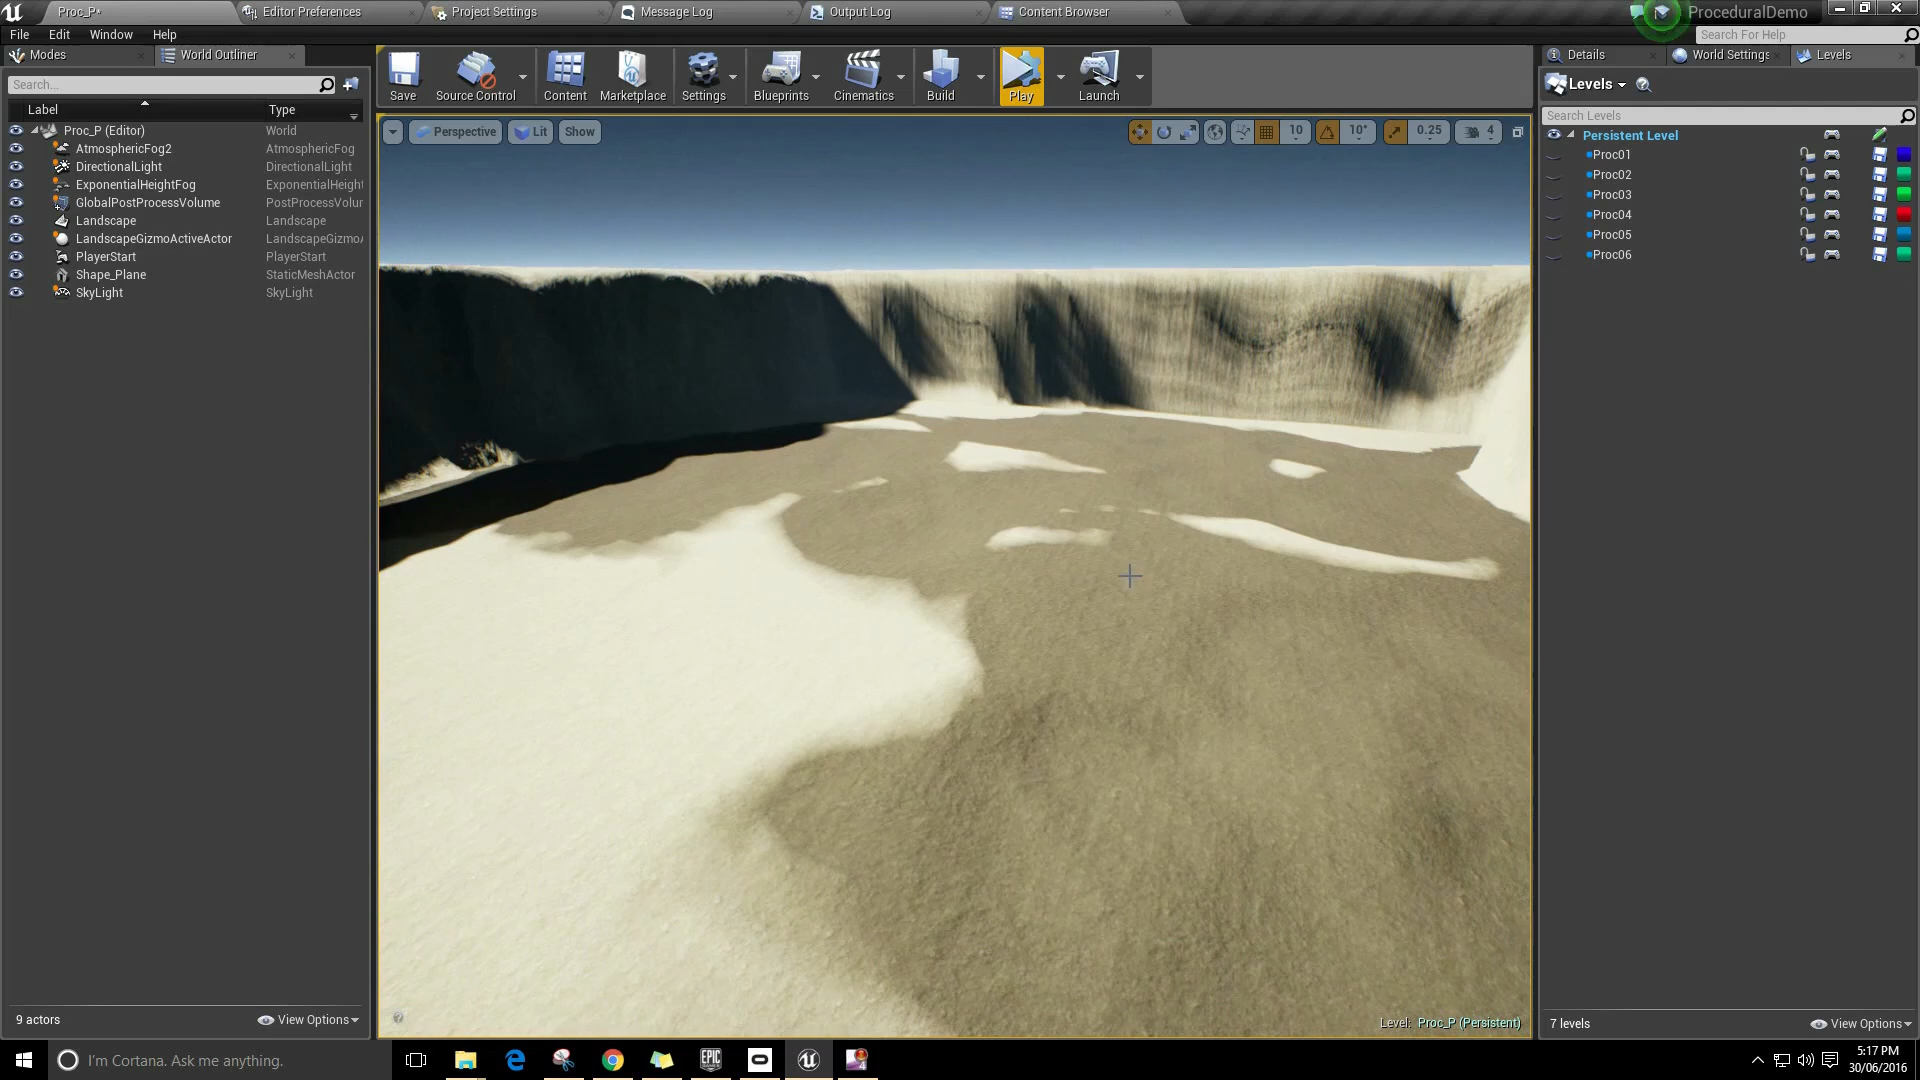 Proc_P*
Editor Preferences
Project Settings
Message Log
Output Log
Content Browser
ProceduralDemo
File Edit Window Help
Search For Help
Modes
World Outliner
Details
World Settings
Levels
Search...
Save
Source Control
Content
Marketplace
Settings
Blueprints
Cinematics
Build
Play
Launch
Levels
Label Type
Search Levels
Proc_P (Editor) World
AtmosphericFog2 AtmosphericFog
DirectionalLight DirectionalLight
ExponentialHeightFog ExponentialHeight
GlobalPostProcessVolume PostProcessVolur
Landscape Landscape
LandscapeGizmoActiveActor LandscapeGizmo
PlayerStart PlayerStart
Shape_Plane StaticMeshActor
SkyLight SkyLight
Perspective Lit Show
10 10° 0.25 4
Persistent Level
Proc01
Proc02
Proc03
Proc04
Proc05
Proc06
9 actors View Options
Level: Proc_P (Persistent)
7 levels View Options
I'm Cortana. Ask me anything.
EPIC
GAMES
4
5:17 PM
30/06/2016